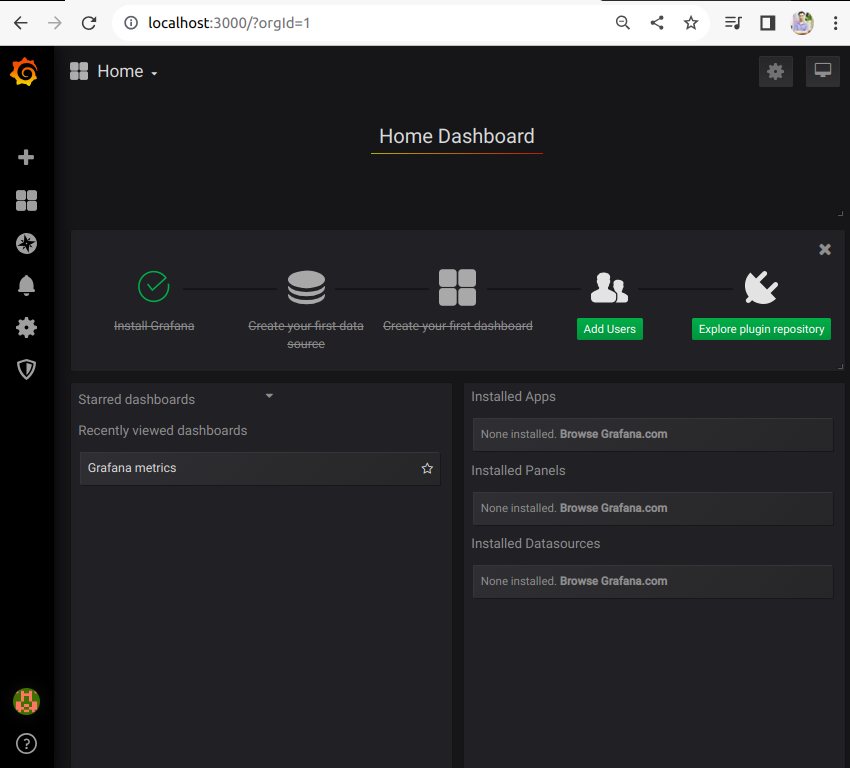 localhost:3000/?orgId=1
Home
Home Dashboard
Install Grafana
Create your first data
source
Create your first dashboard
Add Users
Explore plugin repository
Starred dashboards
Recently viewed dashboards
Grafana metrics
Installed Apps
None installed. Browse Grafana.com
Installed Panels
None installed. Browse Grafana.com
Installed Datasources
None installed. Browse Grafana.com